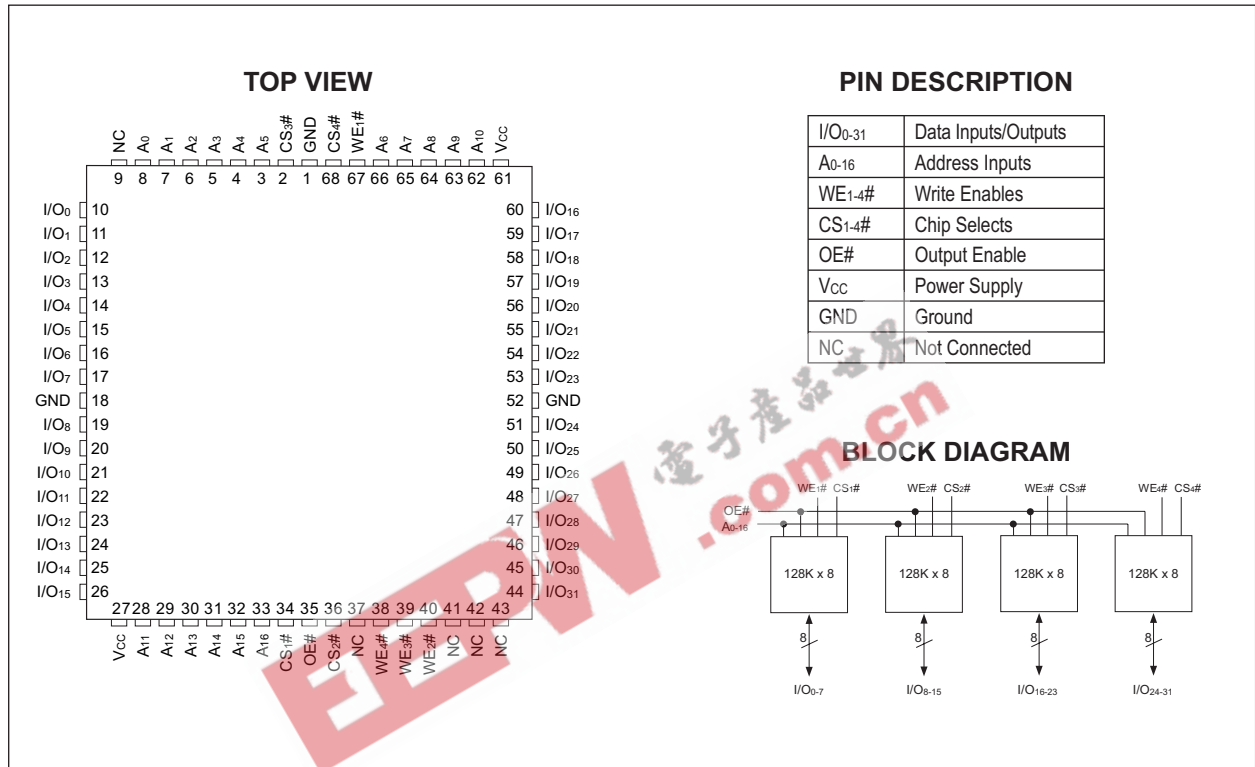 TOP VIEW
NC A0 A1 A2 A3 A4 A5 CS3# GND CS4# WE1# A6 A7 A8 A9 A10 VCC
9 8 7 6 5 4 3 2 1 68 67 66 65 64 63 62 61
I/O0 10
I/O1 11
I/O2 12
I/O3 13
I/O4 14
I/O5 15
I/O6 16
I/O7 17
GND 18
I/O8 19
I/O9 20
I/O10 21
I/O11 22
I/O12 23
I/O13 24
I/O14 25
I/O15 26
60 I/O16
59 I/O17
58 I/O18
57 I/O19
56 I/O20
55 I/O21
54 I/O22
53 I/O23
52 GND
51 I/O24
50 I/O25
49 I/O26
48 I/O27
47 I/O28
46 I/O29
45 I/O30
44 I/O31
27 28 29 30 31 32 33 34 35 36 37 38 39 40 41 42 43
VCC A11 A12 A13 A14 A15 A16 CS1# OE# CS2# NC WE4# WE3# WE2# NC NC NC
PIN DESCRIPTION
I/O0-31 Data Inputs/Outputs
A0-16 Address Inputs
WE1-4# Write Enables
CS1-4# Chip Selects
OE# Output Enable
VCC Power Supply
GND Ground
NC Not Connected
BLOCK DIAGRAM
WE1# CS1# WE2# CS2# WE3# CS3# WE4# CS4#
OE#
A0-16
128K x 8 128K x 8 128K x 8 128K x 8
8 8 8 8
I/O0-7 I/O8-15 I/O16-23 I/O24-31
EEPW 電子產品世界
.com.cn